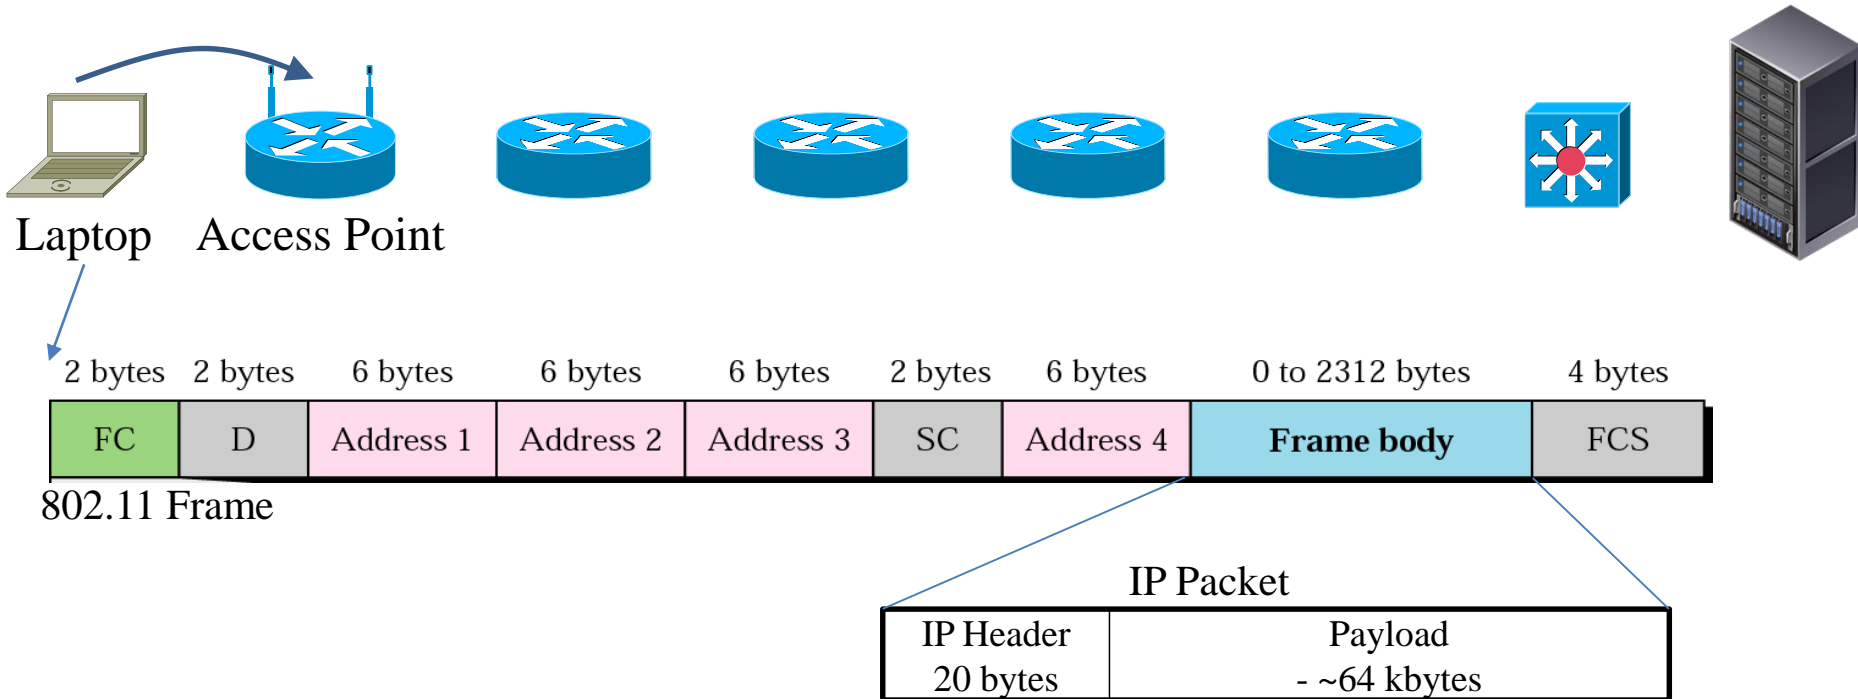 Laptop Access Point
2 bytes 2 bytes 6 bytes 6 bytes 6 bytes 2 bytes 6 bytes 0 to 2312 bytes 4 bytes
FC D Address 1 Address 2 Address 3 SC Address 4 Frame body FCS
802.11 Frame
IP Packet
IP Header Payload
20 bytes - ~64 kbytes